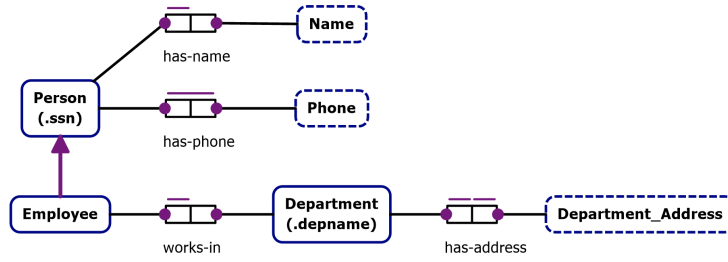 Name
has-name
Person
(.ssn)
Phone
has-phone
Employee
works-in
Department
(.depname)
has-address
Department_Address